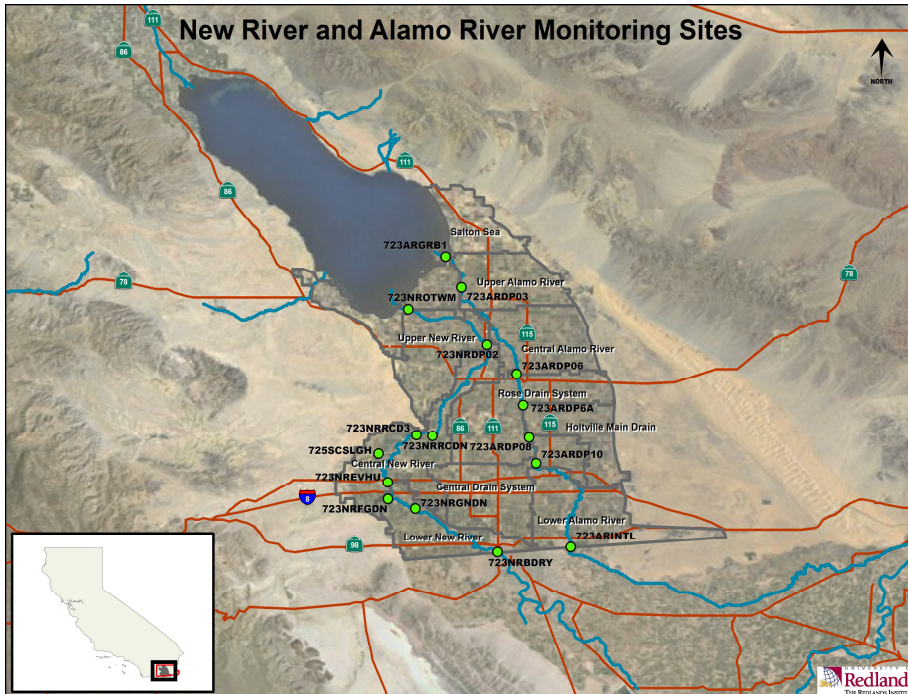 New River and Alamo River Monitoring Sites
NORTH
111
86
111
86
Salton Sea
723ARGRB1
78
78
Upper Alamo River
723ARDP03
723NROTWM
115
Upper New River
723NRDP02
Central Alamo River
723ARDP06
Rose Drain System
723ARDP6A
86
111
115
Holtville Main Drain
723NRRCD3
723NRRCDN
723ARDP08
725SCSLGH
723ARDP10
Central New River
723NREVHU
Central Drain System
8
723NRFGDN
723NRGNDN
Lower Alamo River
Lower New River
98
723ARINTL
723NRBDRY
Redland
THE REDLANDS INSTI